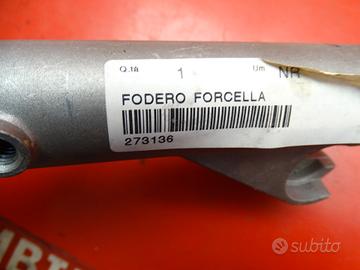 Q.tà 1 Um NR
FODERO FORCELLA
273136
subito